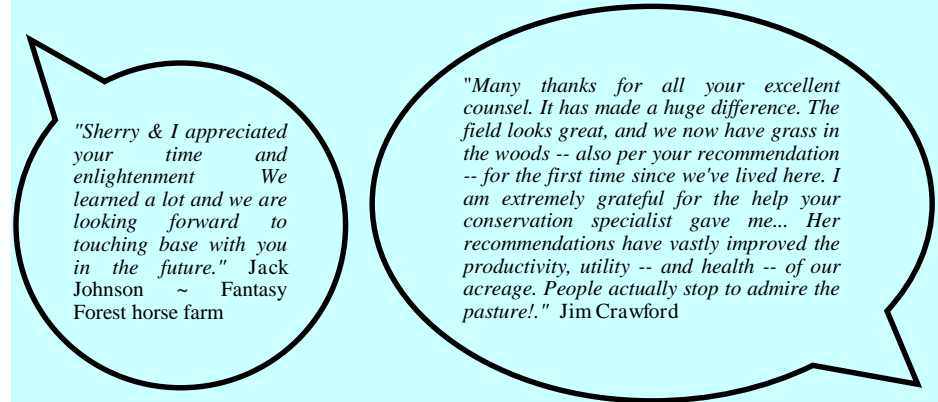 "Sherry & I appreciated
your time and
enlightenment We
learned a lot and we are
looking forward to
touching base with you
in the future." Jack
Johnson ~ Fantasy
Forest horse farm
"Many thanks for all your excellent
counsel. It has made a huge difference. The
field looks great, and we now have grass in
the woods -- also per your recommendation
-- for the first time since we've lived here. I
am extremely grateful for the help your
conservation specialist gave me... Her
recommendations have vastly improved the
productivity, utility -- and health -- of our
acreage. People actually stop to admire the
pasture!." Jim Crawford